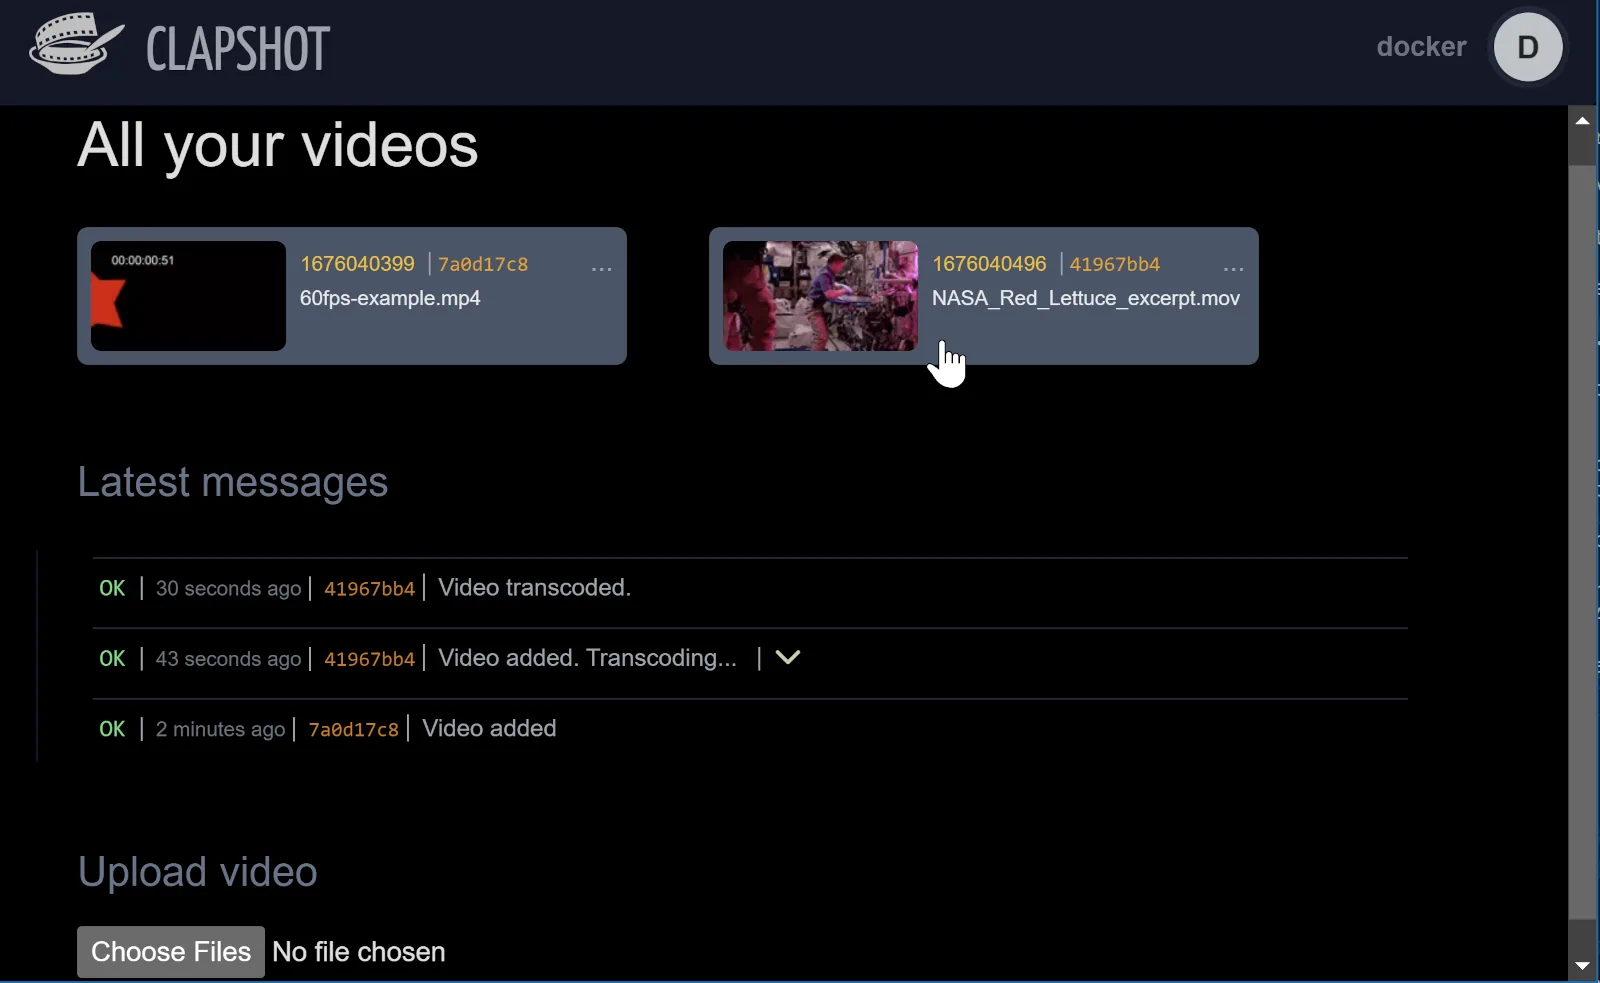 CLAPSHOT
docker D
All your videos
00:00:00:51
1676040399 | 7a0d17c8 ...
60fps-example.mp4
1676040496 | 41967bb4 ...
NASA_Red_Lettuce_excerpt.mov
Latest messages
OK | 30 seconds ago | 41967bb4 | Video transcoded.
OK | 43 seconds ago | 41967bb4 | Video added. Transcoding... |
OK | 2 minutes ago | 7a0d17c8 | Video added
Upload video
Choose Files No file chosen